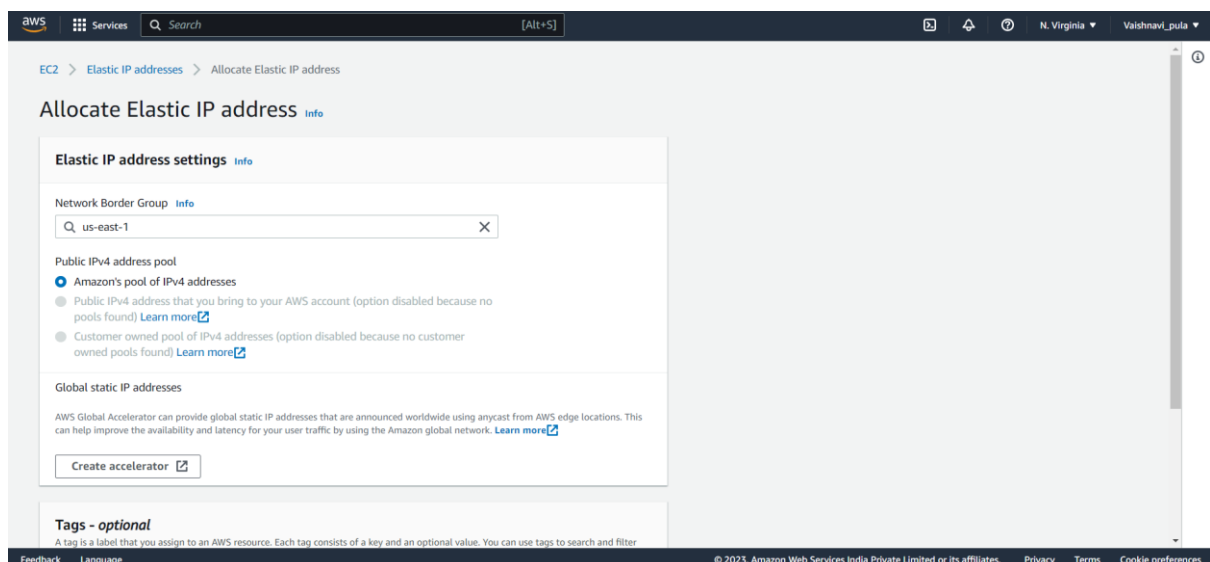 aws Services Search [Alt+S] N. Virginia Vaishnavi_pula
EC2 > Elastic IP addresses > Allocate Elastic IP address
Allocate Elastic IP address Info
Elastic IP address settings Info
Network Border Group Info
us-east-1
Public IPv4 address pool
Amazon's pool of IPv4 addresses
Public IPv4 address that you bring to your AWS account (option disabled because no
pools found) Learn more
Customer owned pool of IPv4 addresses (option disabled because no customer
owned pools found) Learn more
Global static IP addresses
AWS Global Accelerator can provide global static IP addresses that are announced worldwide using anycast from AWS edge locations. This
can help improve the availability and latency for your user traffic by using the Amazon global network. Learn more
Create accelerator
Tags - optional
A tag is a label that you assign to an AWS resource. Each tag consists of a key and an optional value. You can use tags to search and filter
Feedback Language © 2023, Amazon Web Services India Private Limited or its affiliates. Privacy Terms Cookie preferences